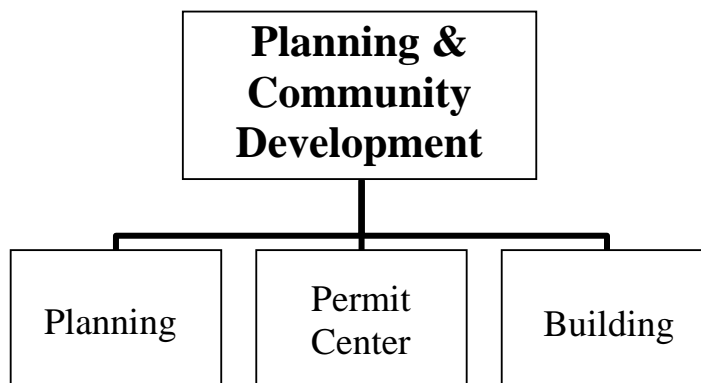 Planning &
Community
Development
Planning
Permit
Center
Building